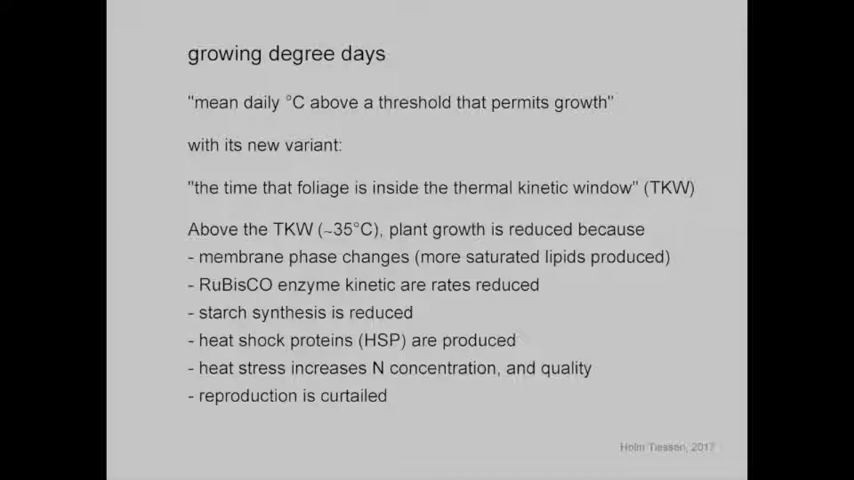 growing degree days
"mean daily °C above a threshold that permits growth"
with its new variant:
"the time that foliage is inside the thermal kinetic window" (TKW)
Above the TKW (~35°C), plant growth is reduced because
- membrane phase changes (more saturated lipids produced)
- RuBisCO enzyme kinetic are rates reduced
- starch synthesis is reduced
- heat shock proteins (HSP) are produced
- heat stress increases N concentration, and quality
- reproduction is curtailed
Holm Tiessen, 2017